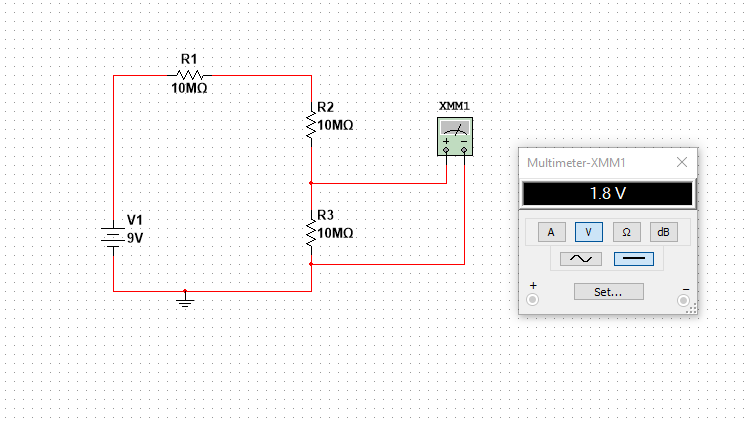 R1
10MΩ
R2
10MΩ
XMM1
+ −
R3
10MΩ
V1
9V
Multimeter-XMM1
1.8 V
A V Ω dB
+ −
Set...